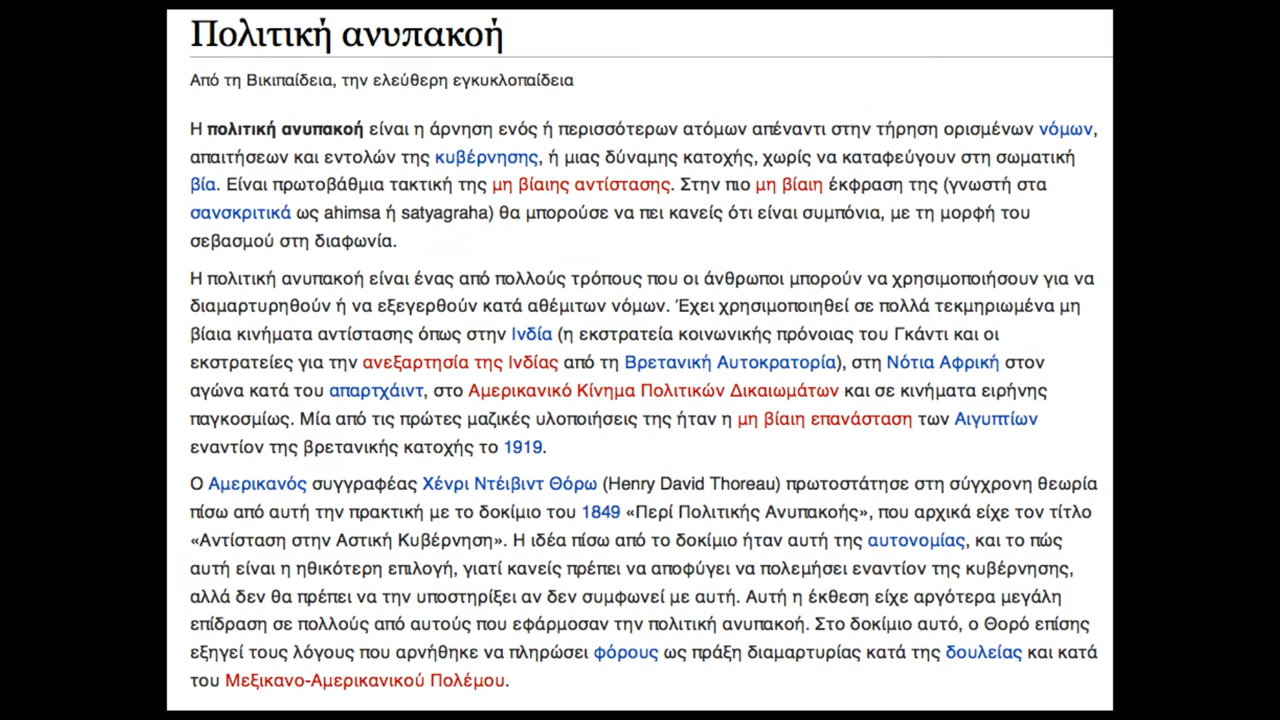 Πολιτική ανυπακοή
Από τη Βικιπαίδεια, την ελεύθερη εγκυκλοπαίδεια
Η πολιτική ανυπακοή είναι η άρνηση ενός ή περισσότερων ατόμων απέναντι στην τήρηση ορισμένων νόμων,
απαιτήσεων και εντολών της κυβέρνησης, ή μιας δύναμης κατοχής, χωρίς να καταφεύγουν στη σωματική
βία. Είναι πρωτοβάθμια τακτική της μη βίαιης αντίστασης. Στην πιο μη βίαιη έκφραση της (γνωστή στα
σανσκριτικά ως ahimsa ή satyagraha) θα μπορούσε να πει κανείς ότι είναι συμπόνια, με τη μορφή του
σεβασμού στη διαφωνία.
Η πολιτική ανυπακοή είναι ένας από πολλούς τρόπους που οι άνθρωποι μπορούν να χρησιμοποιήσουν για να
διαμαρτυρηθούν ή να εξεγερθούν κατά αθέμιτων νόμων. Έχει χρησιμοποιηθεί σε πολλά τεκμηριωμένα μη
βίαια κινήματα αντίστασης όπως στην Ινδία (η εκστρατεία κοινωνικής πρόνοιας του Γκάντι και οι
εκστρατείες για την ανεξαρτησία της Ινδίας από τη Βρετανική Αυτοκρατορία), στη Νότια Αφρική στον
αγώνα κατά του απαρτχάιντ, στο Αμερικανικό Κίνημα Πολιτικών Δικαιωμάτων και σε κινήματα ειρήνης
παγκοσμίως. Μία από τις πρώτες μαζικές υλοποιήσεις της ήταν η μη βίαιη επανάσταση των Αιγυπτίων
εναντίον της βρετανικής κατοχής το 1919.
Ο Αμερικανός συγγραφέας Χένρι Ντέιβιντ Θόρω (Henry David Thoreau) πρωτοστάτησε στη σύγχρονη θεωρία
πίσω από αυτή την πρακτική με το δοκίμιο του 1849 «Περί Πολιτικής Ανυπακοής», που αρχικά είχε τον τίτλο
«Αντίσταση στην Αστική Κυβέρνηση». Η ιδέα πίσω από το δοκίμιο ήταν αυτή της αυτονομίας, και το πώς
αυτή είναι η ηθικότερη επιλογή, γιατί κανείς πρέπει να αποφύγει να πολεμήσει εναντίον της κυβέρνησης,
αλλά δεν θα πρέπει να την υποστηρίξει αν δεν συμφωνεί με αυτή. Αυτή η έκθεση είχε αργότερα μεγάλη
επίδραση σε πολλούς από αυτούς που εφάρμοσαν την πολιτική ανυπακοή. Στο δοκίμιο αυτό, ο Θορό επίσης
εξηγεί τους λόγους που αρνήθηκε να πληρώσει φόρους ως πράξη διαμαρτυρίας κατά της δουλείας και κατά
του Μεξικανο-Αμερικανικού Πολέμου.